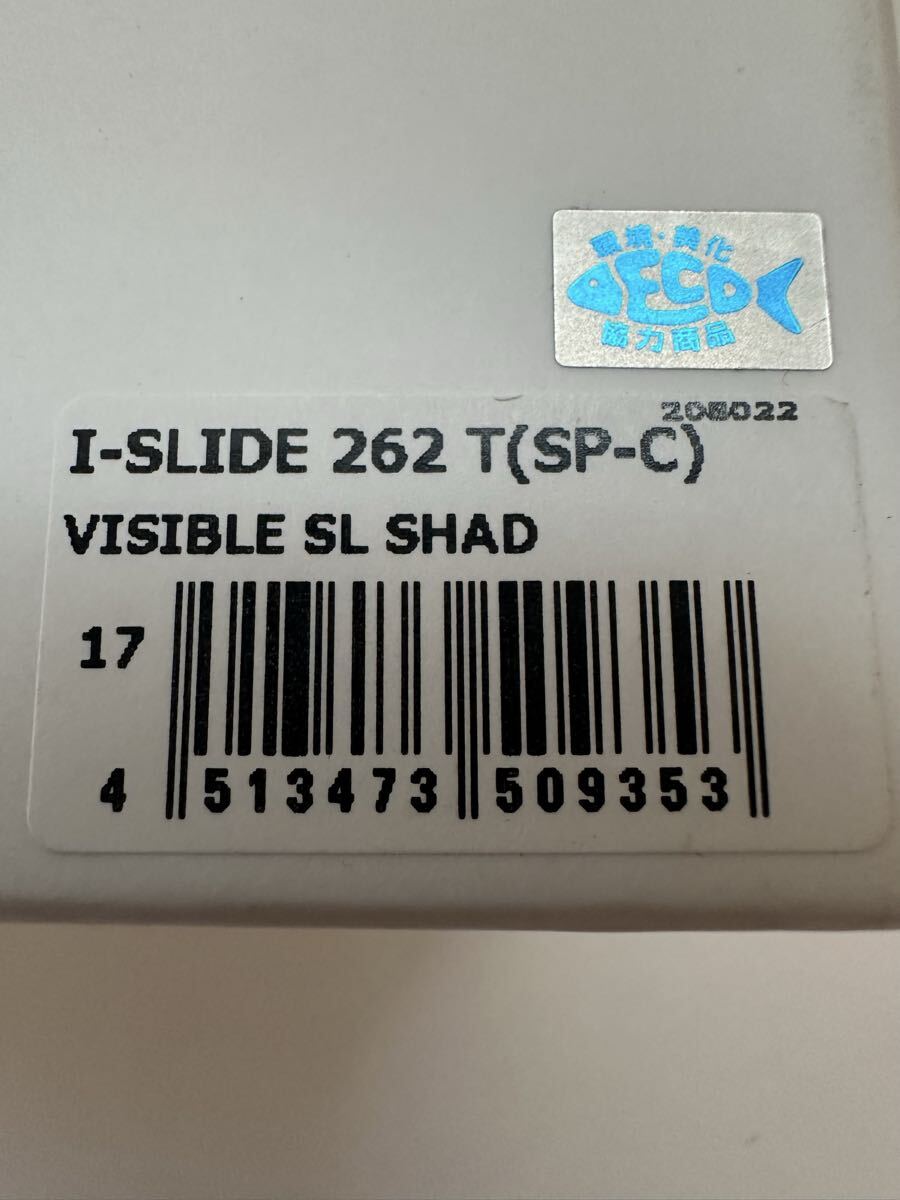 環境・美化
ECO
協力商品
I-SLIDE 262 T(SP-C)
VISIBLE SL SHAD
17
4 513473 509353